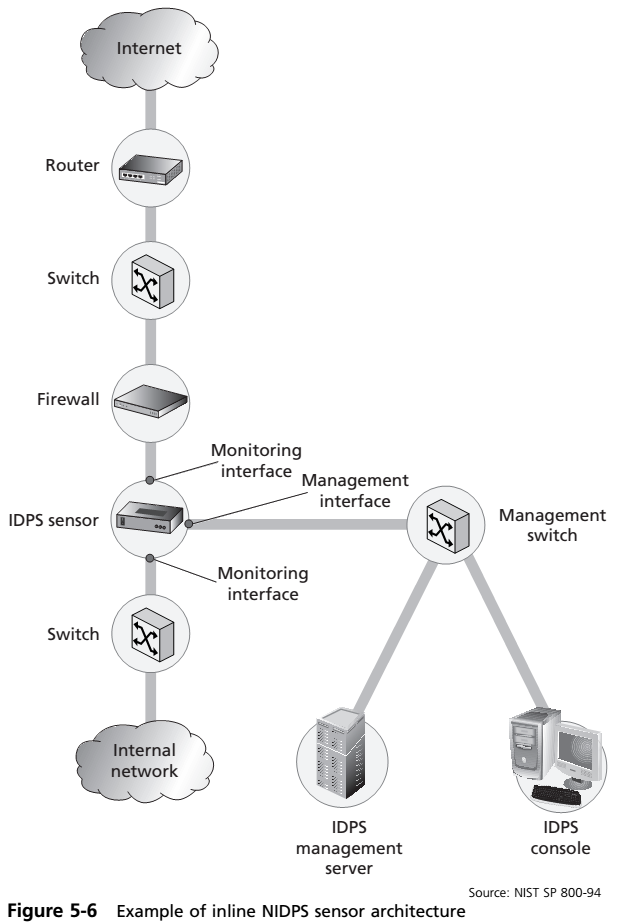 Internet
Router
Switch
Firewall
Monitoring
interface
Management
interface
IDPS sensor
Management
switch
Monitoring
interface
Switch
Internal
network
IDPS
management
server
IDPS
console
Source: NIST SP 800-94
Figure 5-6 Example of inline NIDPS sensor architecture